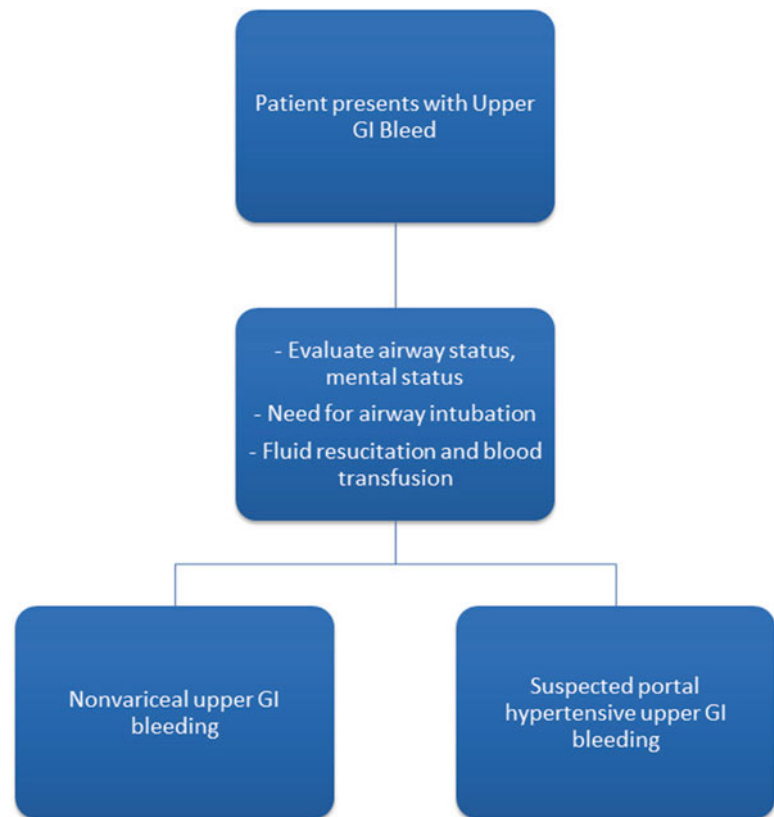 Patient presents with Upper
GI Bleed
- Evaluate airway status,
mental status
- Need for airway intubation
- Fluid resucitation and blood
transfusion
Nonvariceal upper GI
bleeding
Suspected portal
hypertensive upper GI
bleeding